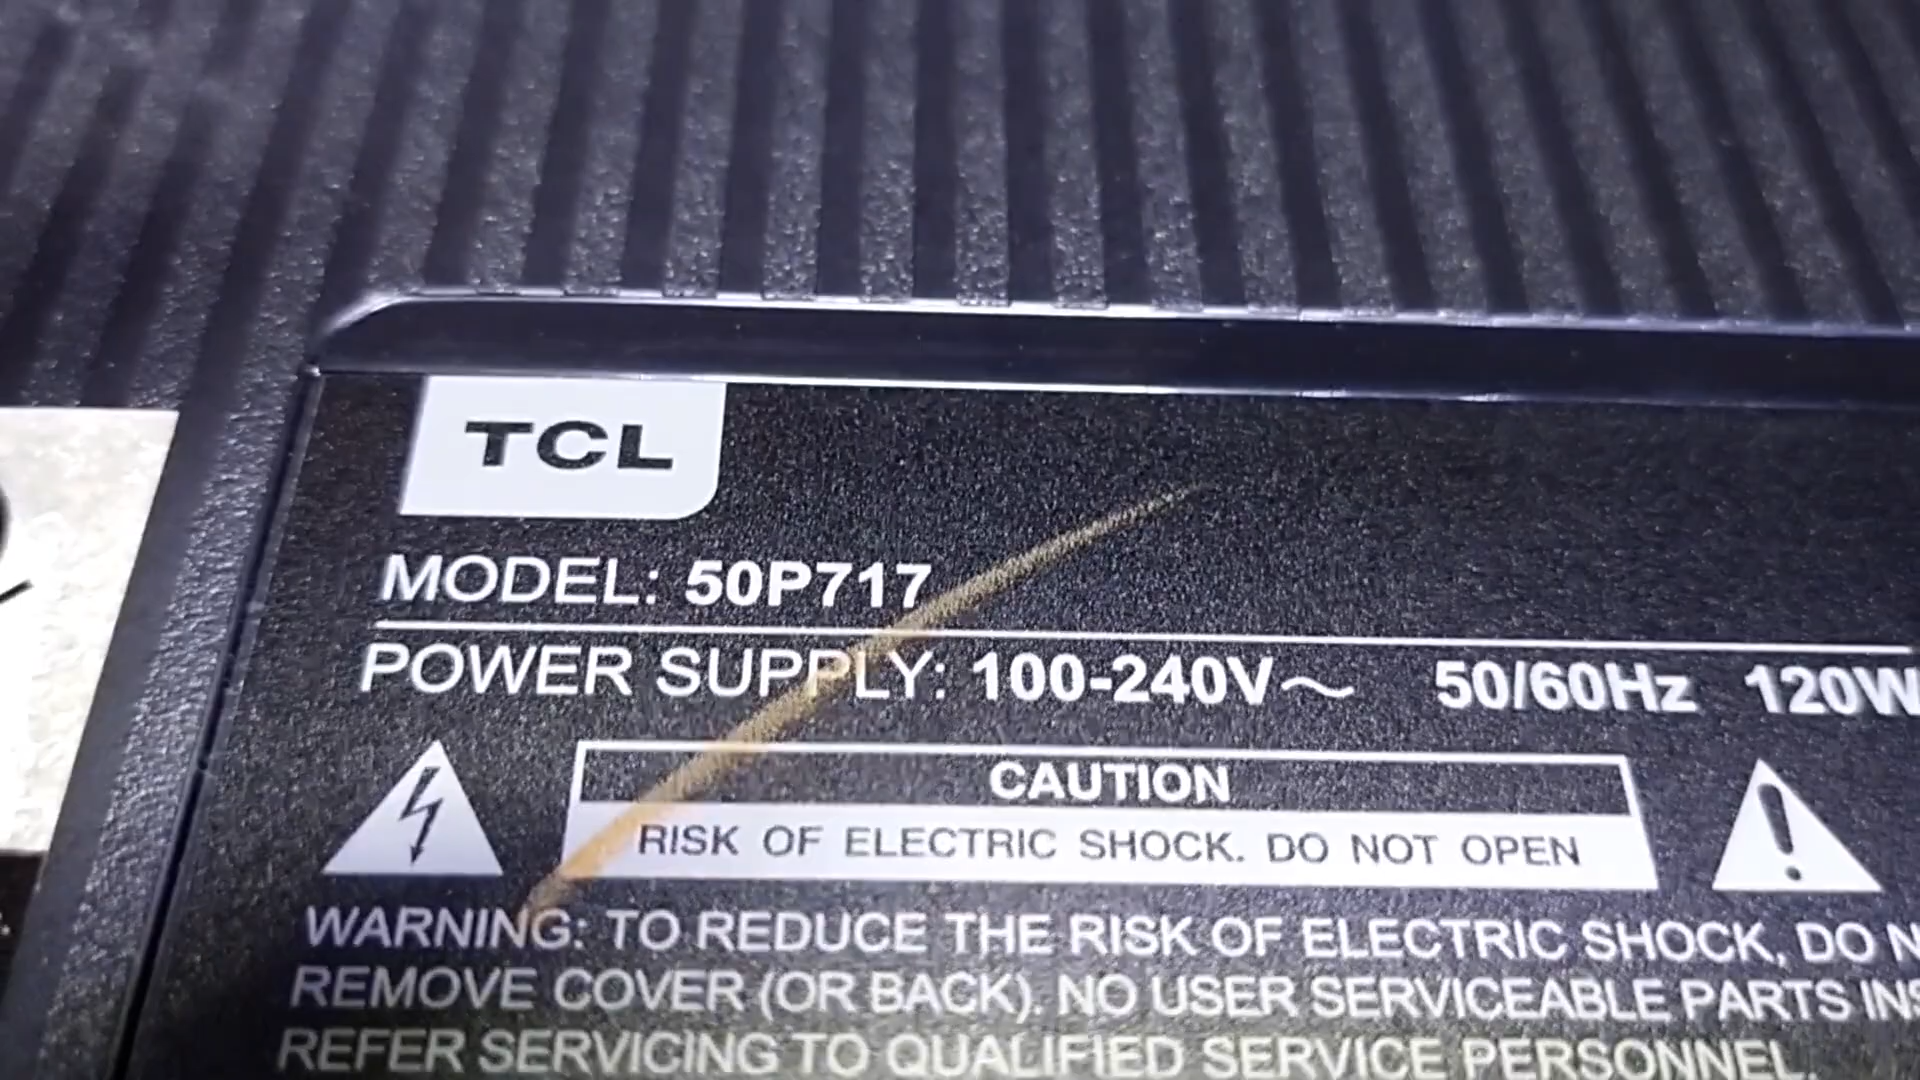 TCL
MODEL: 50P717
POWER SUPPLY: 100-240V~ 50/60Hz 120W
CAUTION
RISK OF ELECTRIC SHOCK. DO NOT OPEN
WARNING: TO REDUCE THE RISK OF ELECTRIC SHOCK, DO
REMOVE COVER (OR BACK). NO USER SERVICEABLE PARTS
REFER SERVICING TO QUALIFIED SERVICE PERSONNEL.